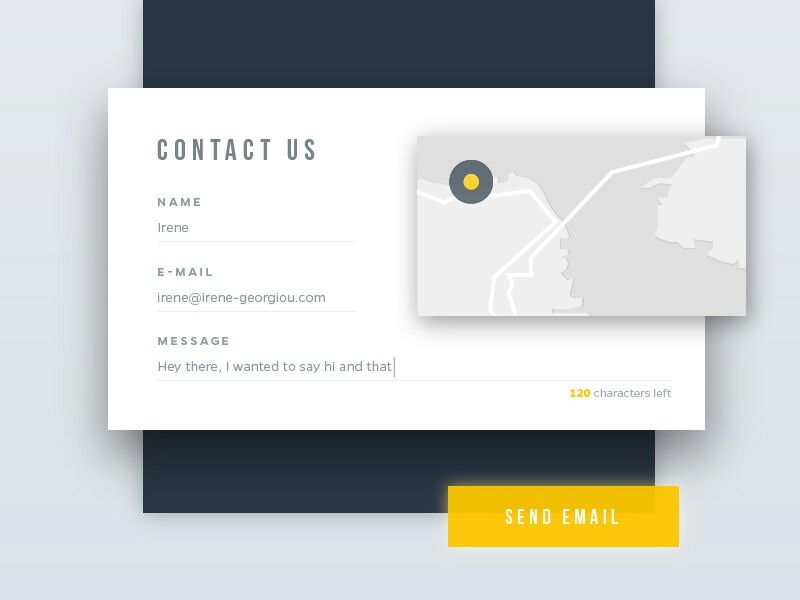 CONTACT US
NAME
Irene
E-MAIL
irene@irene-georgiou.com
MESSAGE
Hey there, I wanted to say hi and that
120 characters left
SEND EMAIL